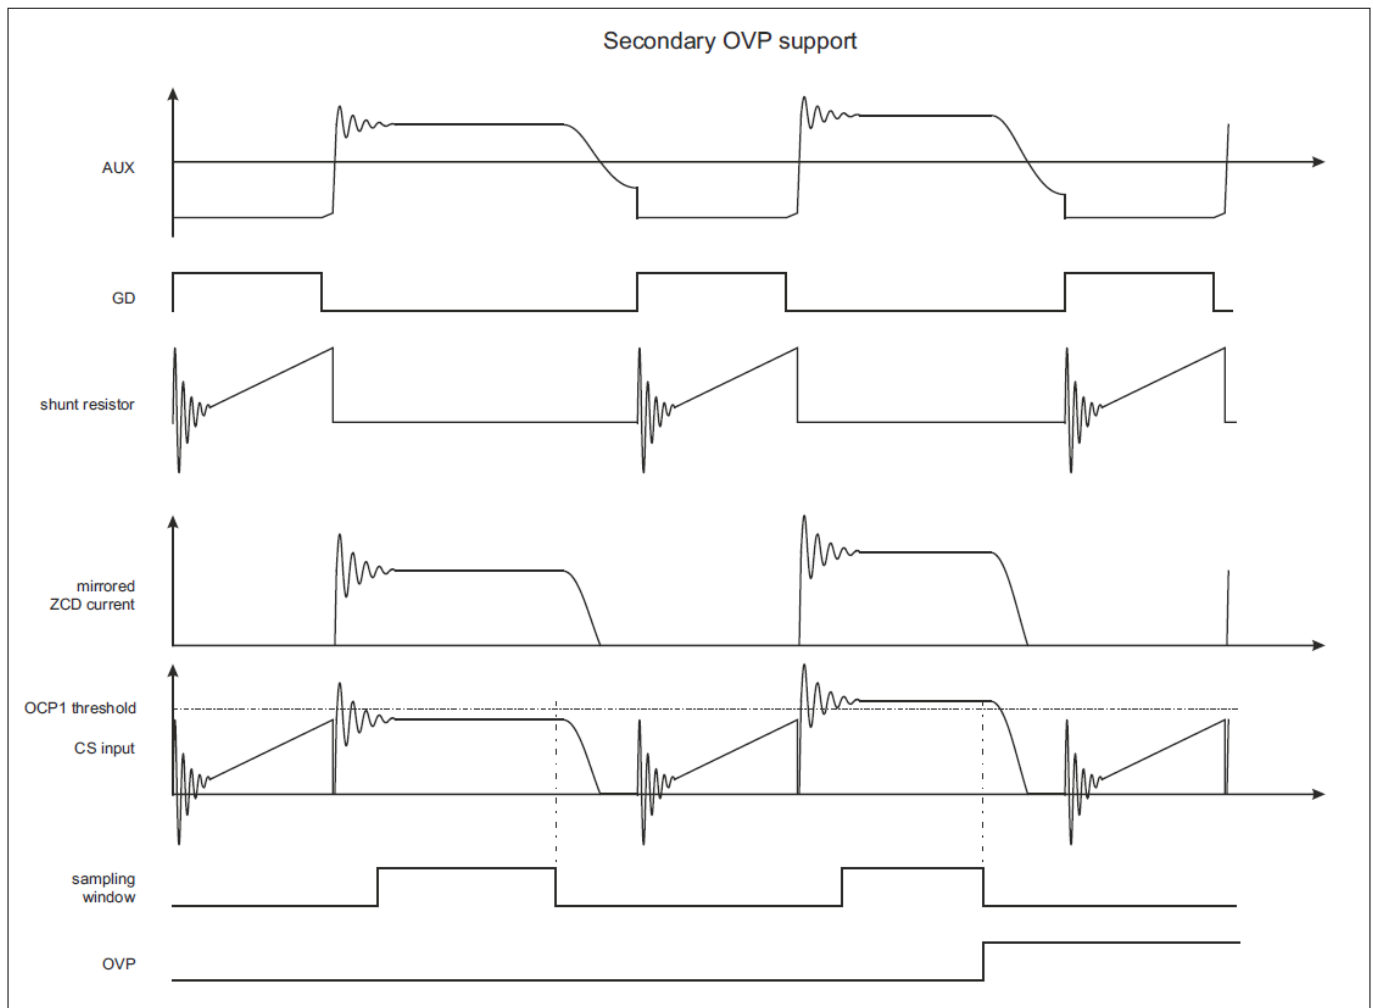 Secondary OVP support
AUX
GD
shunt resistor
mirrored
ZCD current
OCP1 threshold
CS input
sampling
window
OVP